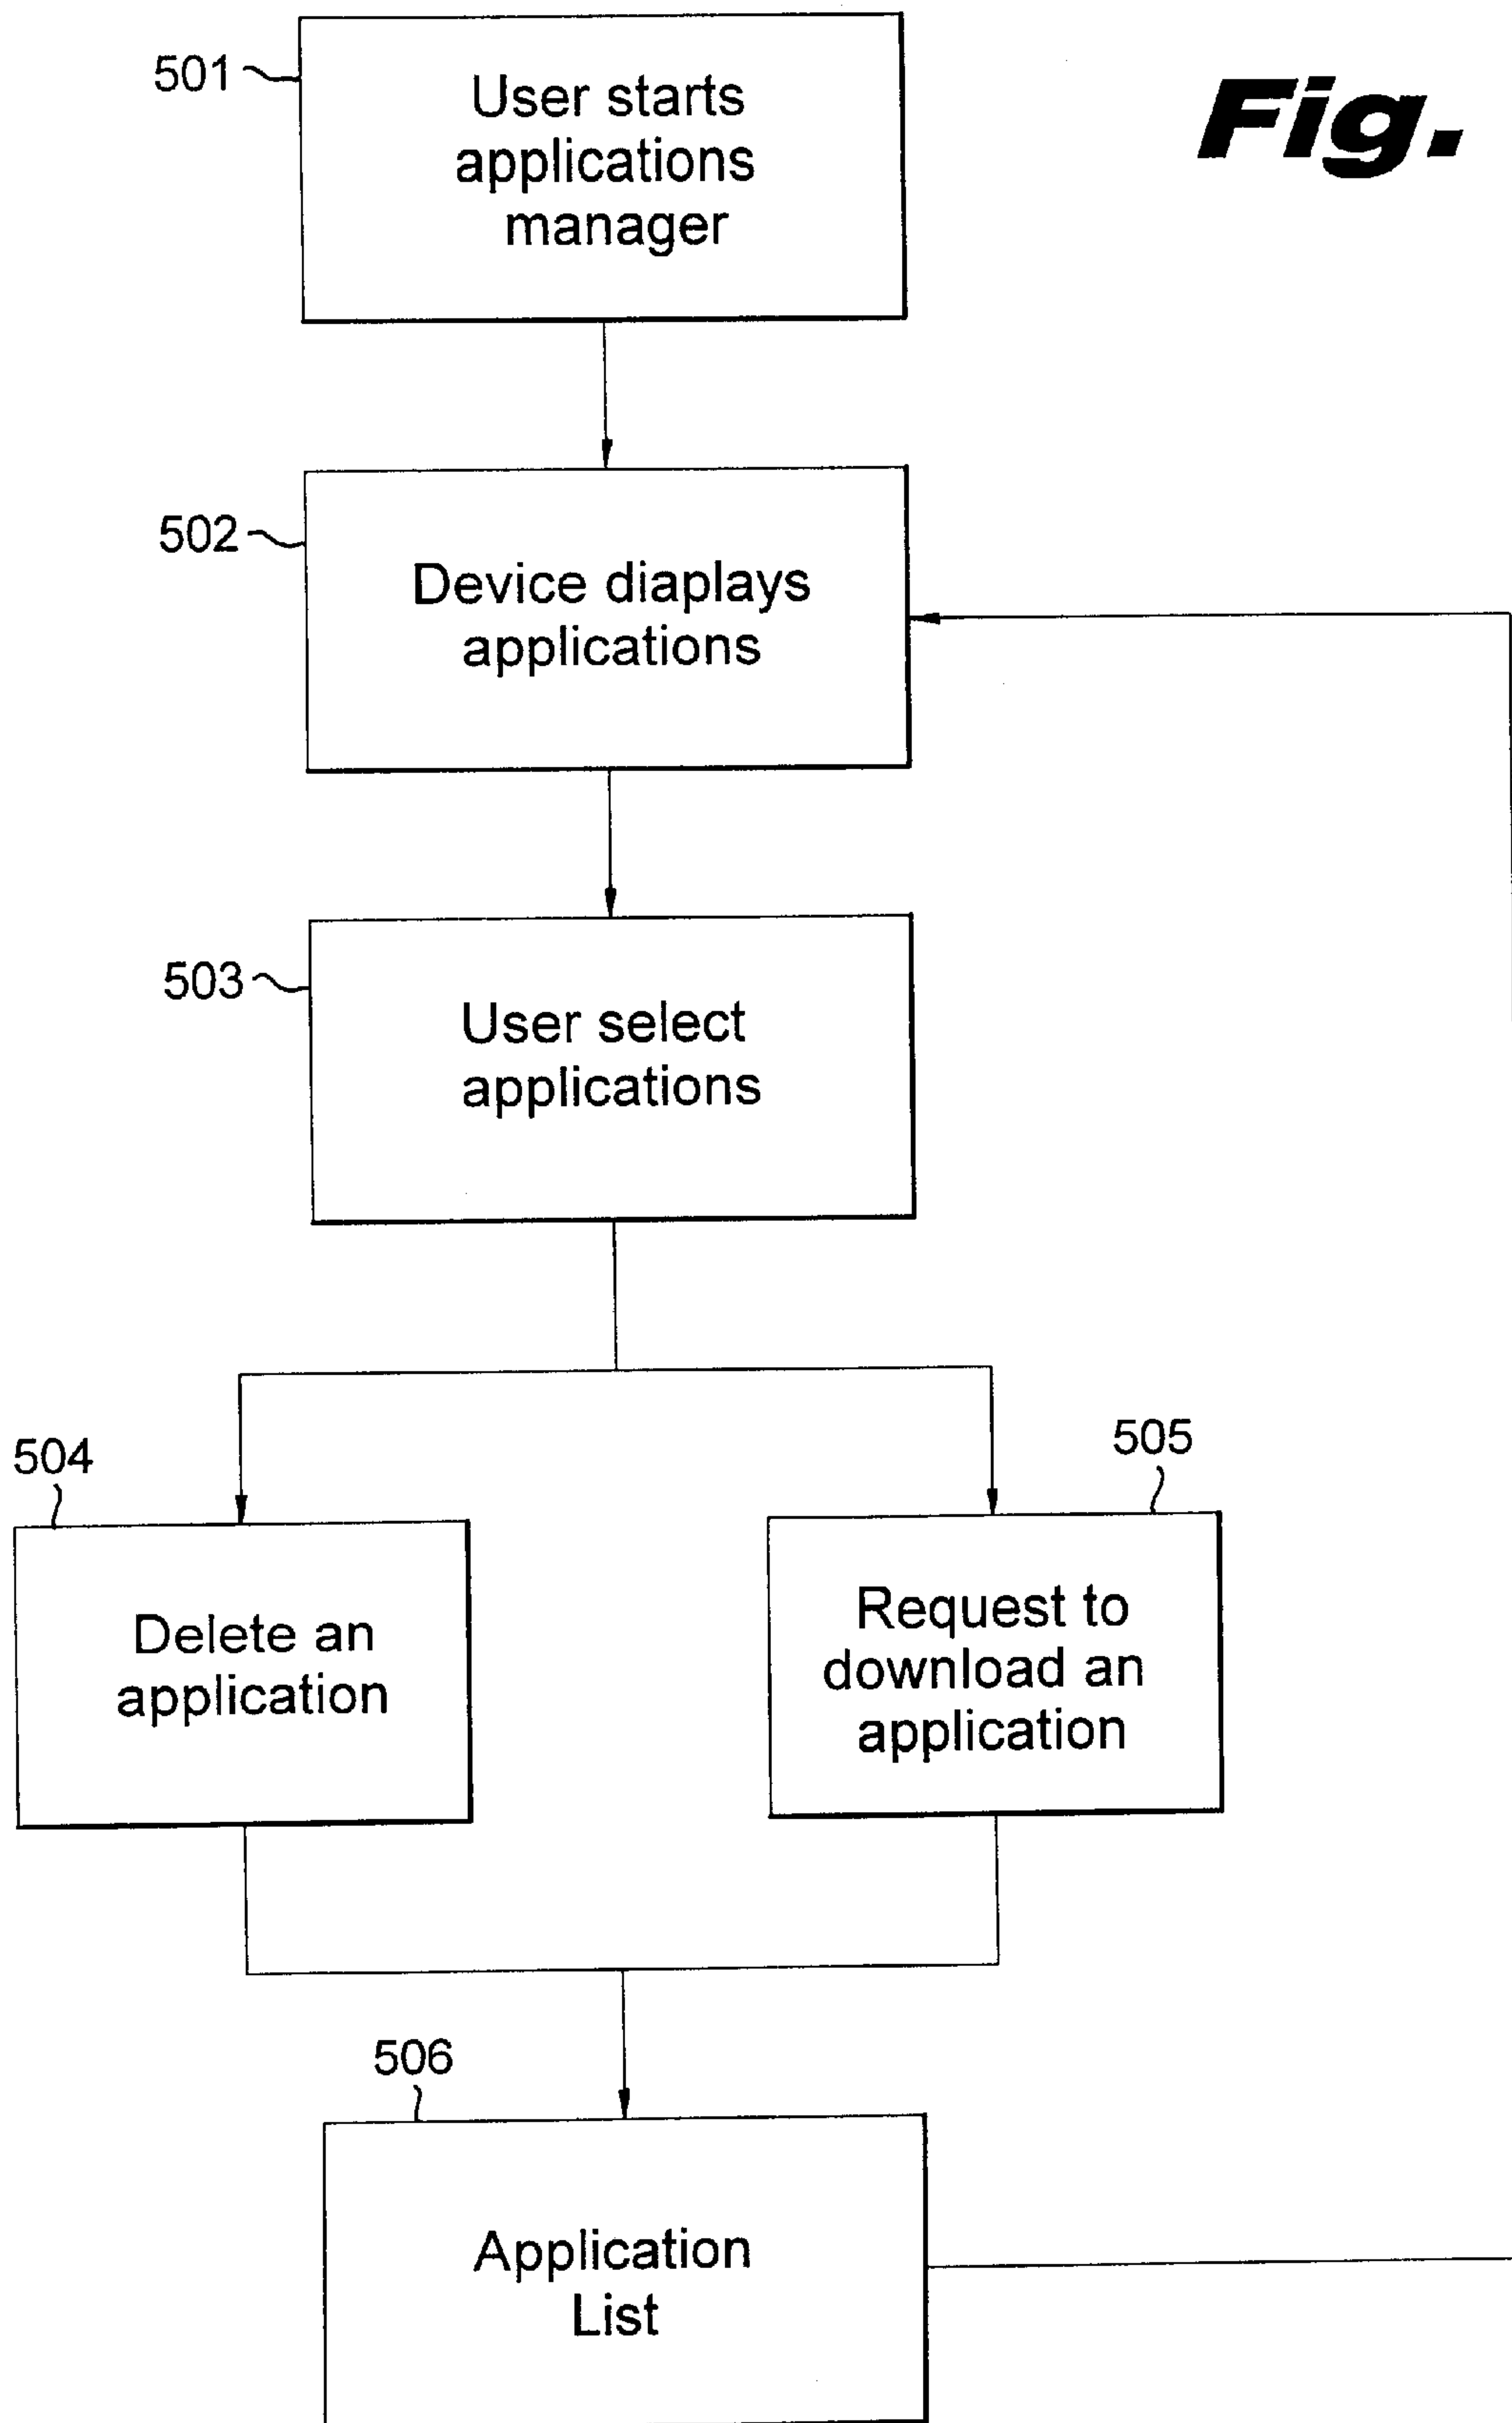 501
User starts
applications
manager
Fig.
502
Device diaplays
applications
503
User select
applications
504
Delete an
application
505
Request to
download an
application
506
Application
List